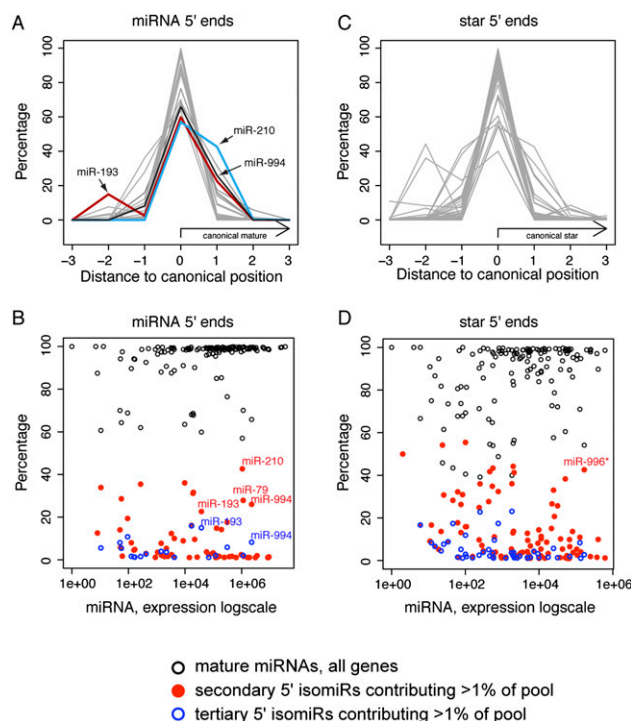 A
miRNA 5' ends
Percentage
100
80
60
40
20
0
miR-210
miR-994
miR-193
canonical mature
−3 −2 −1 0 1 2 3
Distance to canonical position
C
star 5' ends
Percentage
100
80
60
40
20
0
canonical star
−3 −2 −1 0 1 2 3
Distance to canonical position
B
miRNA 5' ends
Percentage
100
80
60
40
20
0
miR-210
miR-79
miR-994
miR-193
miR-193
miR-994
1e+00 1e+02 1e+04 1e+06
miRNA, expression logscale
D
star 5' ends
Percentage
100
80
60
40
20
0
miR-996*
1e+00 1e+02 1e+04 1e+06
miRNA, expression logscale
mature miRNAs, all genes
secondary 5' isomiRs contributing >1% of pool
tertiary 5' isomiRs contributing >1% of pool